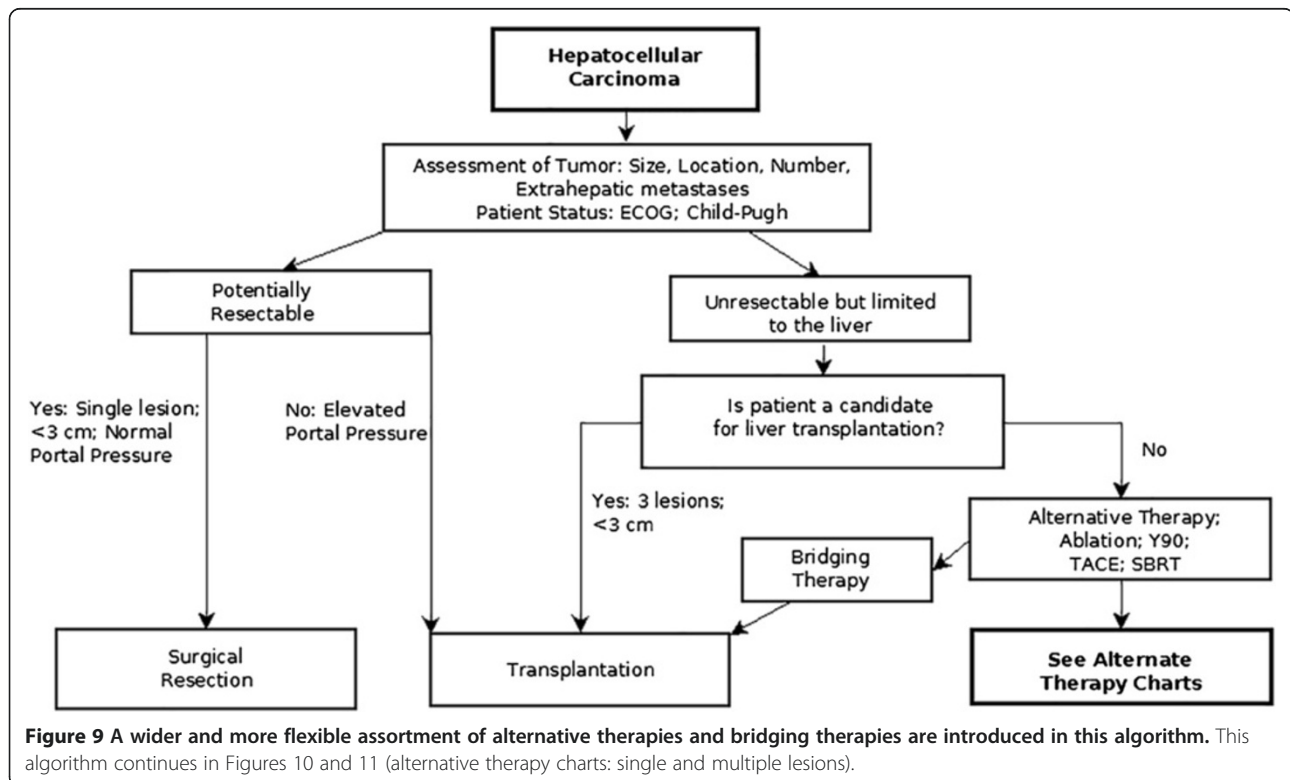 Hepatocellular
Carcinoma
Assessment of Tumor: Size, Location, Number,
Extrahepatic metastases
Patient Status: ECOG; Child-Pugh
Potentially
Resectable
Unresectable but limited
to the liver
Yes: Single lesion;
<3 cm; Normal
Portal Pressure
No: Elevated
Portal Pressure
Is patient a candidate
for liver transplantation?
No
Yes: 3 lesions;
<3 cm
Alternative Therapy;
Ablation; Y90;
TACE; SBRT
Bridging
Therapy
Surgical
Resection
Transplantation
See Alternate
Therapy Charts
Figure 9 A wider and more flexible assortment of alternative therapies and bridging therapies are introduced in this algorithm. This
algorithm continues in Figures 10 and 11 (alternative therapy charts: single and multiple lesions).